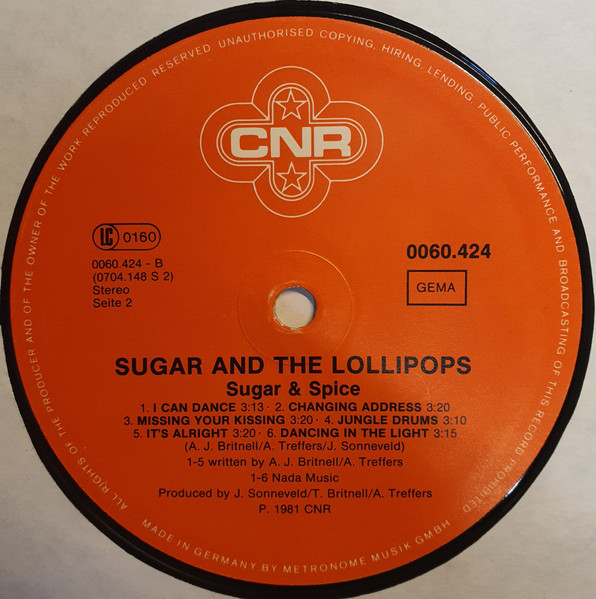 ALL RIGHTS OF THE PRODUCER AND OF THE OWNER OF THE WORK REPRODUCED RESERVED. UNAUTHORISED COPYING, HIRING, LENDING, PUBLIC PERFORMANCE AND BROADCASTING OF THIS RECORD PROHIBITED
CNR
LC 0160
0060.424 - B
(0704.148 S 2)
Stereo
Seite 2
0060.424
GEMA
SUGAR AND THE LOLLIPOPS
Sugar & Spice
1. I CAN DANCE 3:13 · 2. CHANGING ADDRESS 3:20
3. MISSING YOUR KISSING 3:20 · 4. JUNGLE DRUMS 3:10
5. IT'S ALRIGHT 3:20 · 6. DANCING IN THE LIGHT 3:15
(A. J. Britnell/A. Treffers/J. Sonneveld)
1-5 written by A. J. Britnell/A. Treffers
1-6 Nada Music
Produced by J. Sonneveld/T. Britnell/A. Treffers
P. 1981 CNR
MADE IN GERMANY BY METRONOME MUSIK GMBH